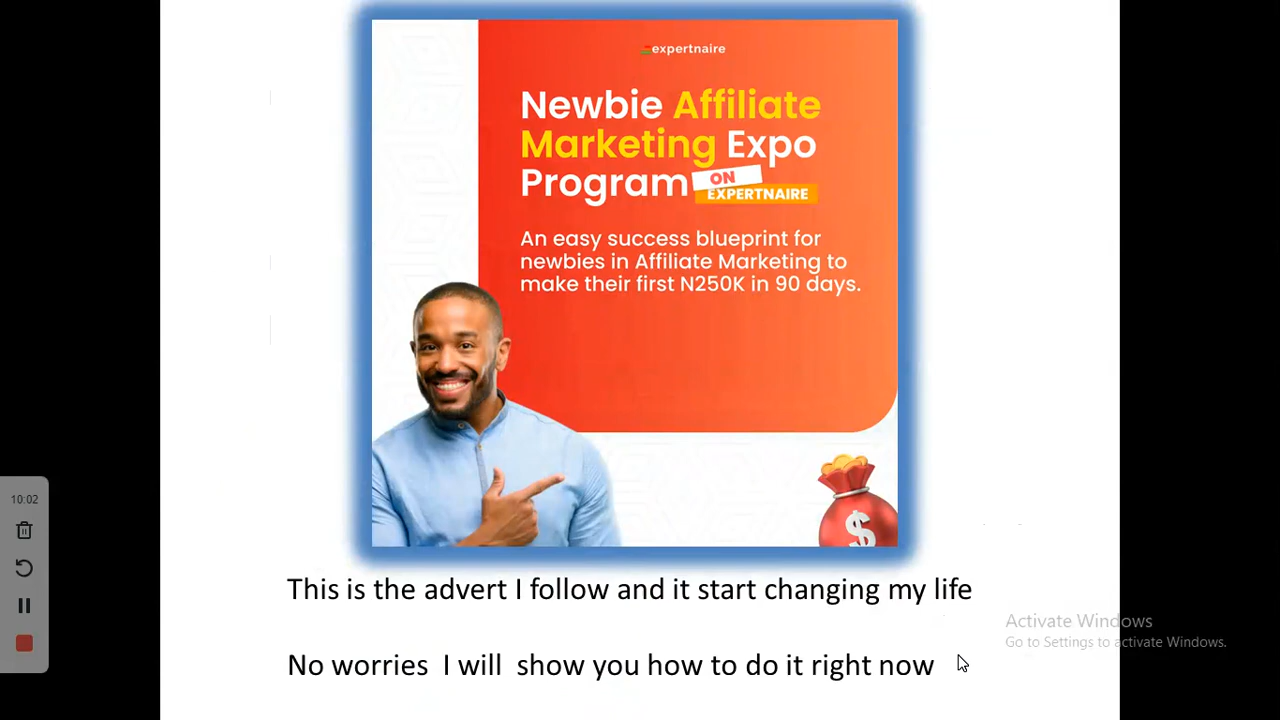 expertnaire
Newbie Affiliate
Marketing Expo
Program ON
EXPERTNAIRE
An easy success blueprint for
newbies in Affiliate Marketing to
make their first N250K in 90 days.
$
This is the advert I follow and it start changing my life
No worries I will show you how to do it right now
10:02
Activate Windows
Go to Settings to activate Windows.